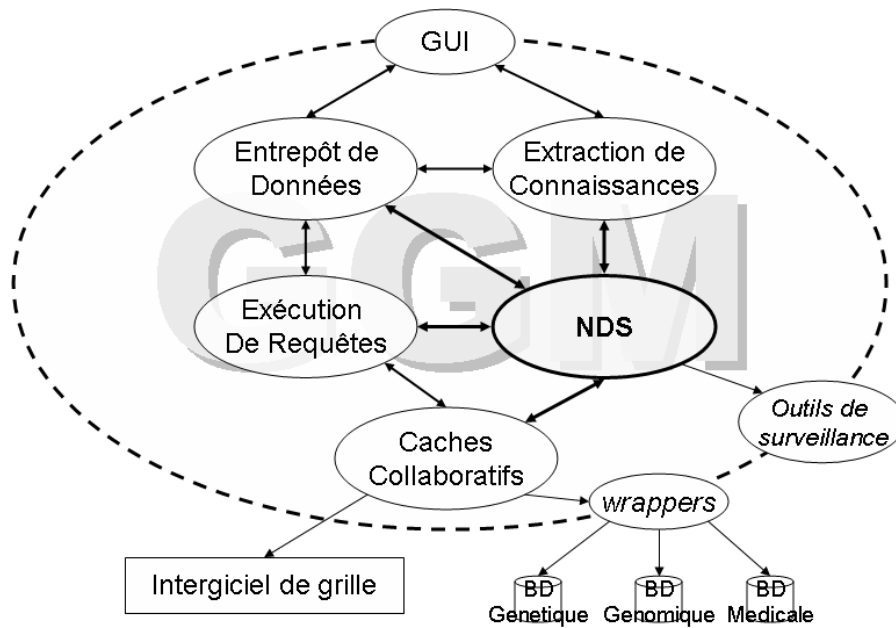 GUI
Entrepôt de
Données
Extraction de
Connaissances
GGM
Exécution
De Requêtes
NDS
Outils de
surveillance
Caches
Collaboratifs
wrappers
Intergiciel de grille
BD
Genetique
BD
Genomique
BD
Medicale